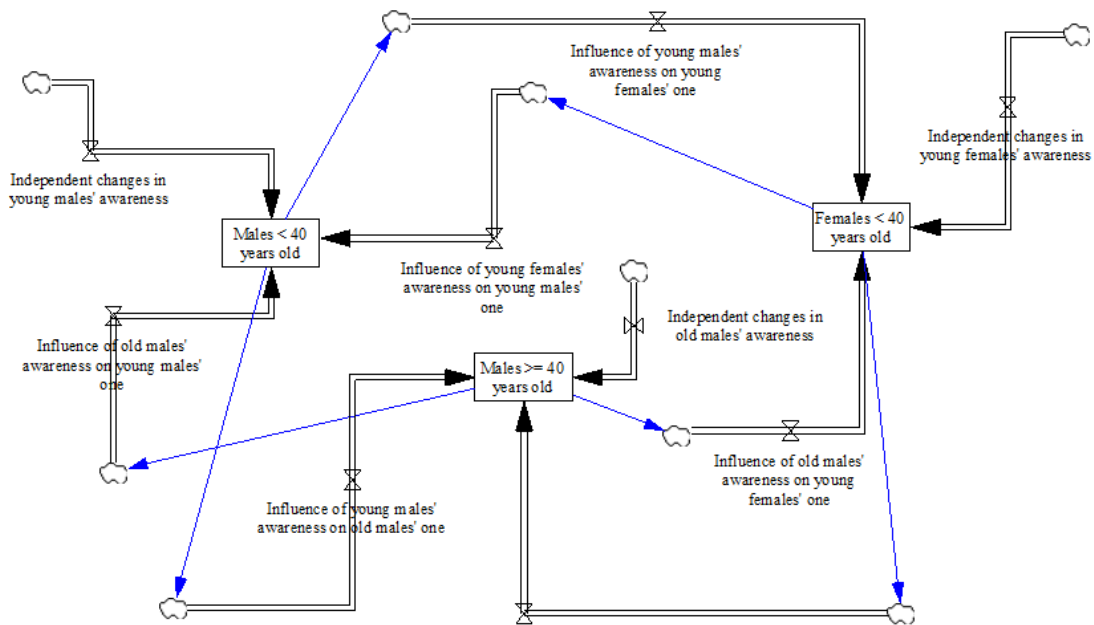 Influence of young males'
awareness on young
females' one
Independent changes in
young females' awareness
Independent changes in
young males' awareness
Males < 40
years old
Females < 40
years old
Influence of young females'
awareness on young males'
one
Independent changes in
old males' awareness
Influence of old males'
awareness on young males'
one
Males >= 40
years old
Influence of old males'
awareness on young
females' one
Influence of young males'
awareness on old males' one